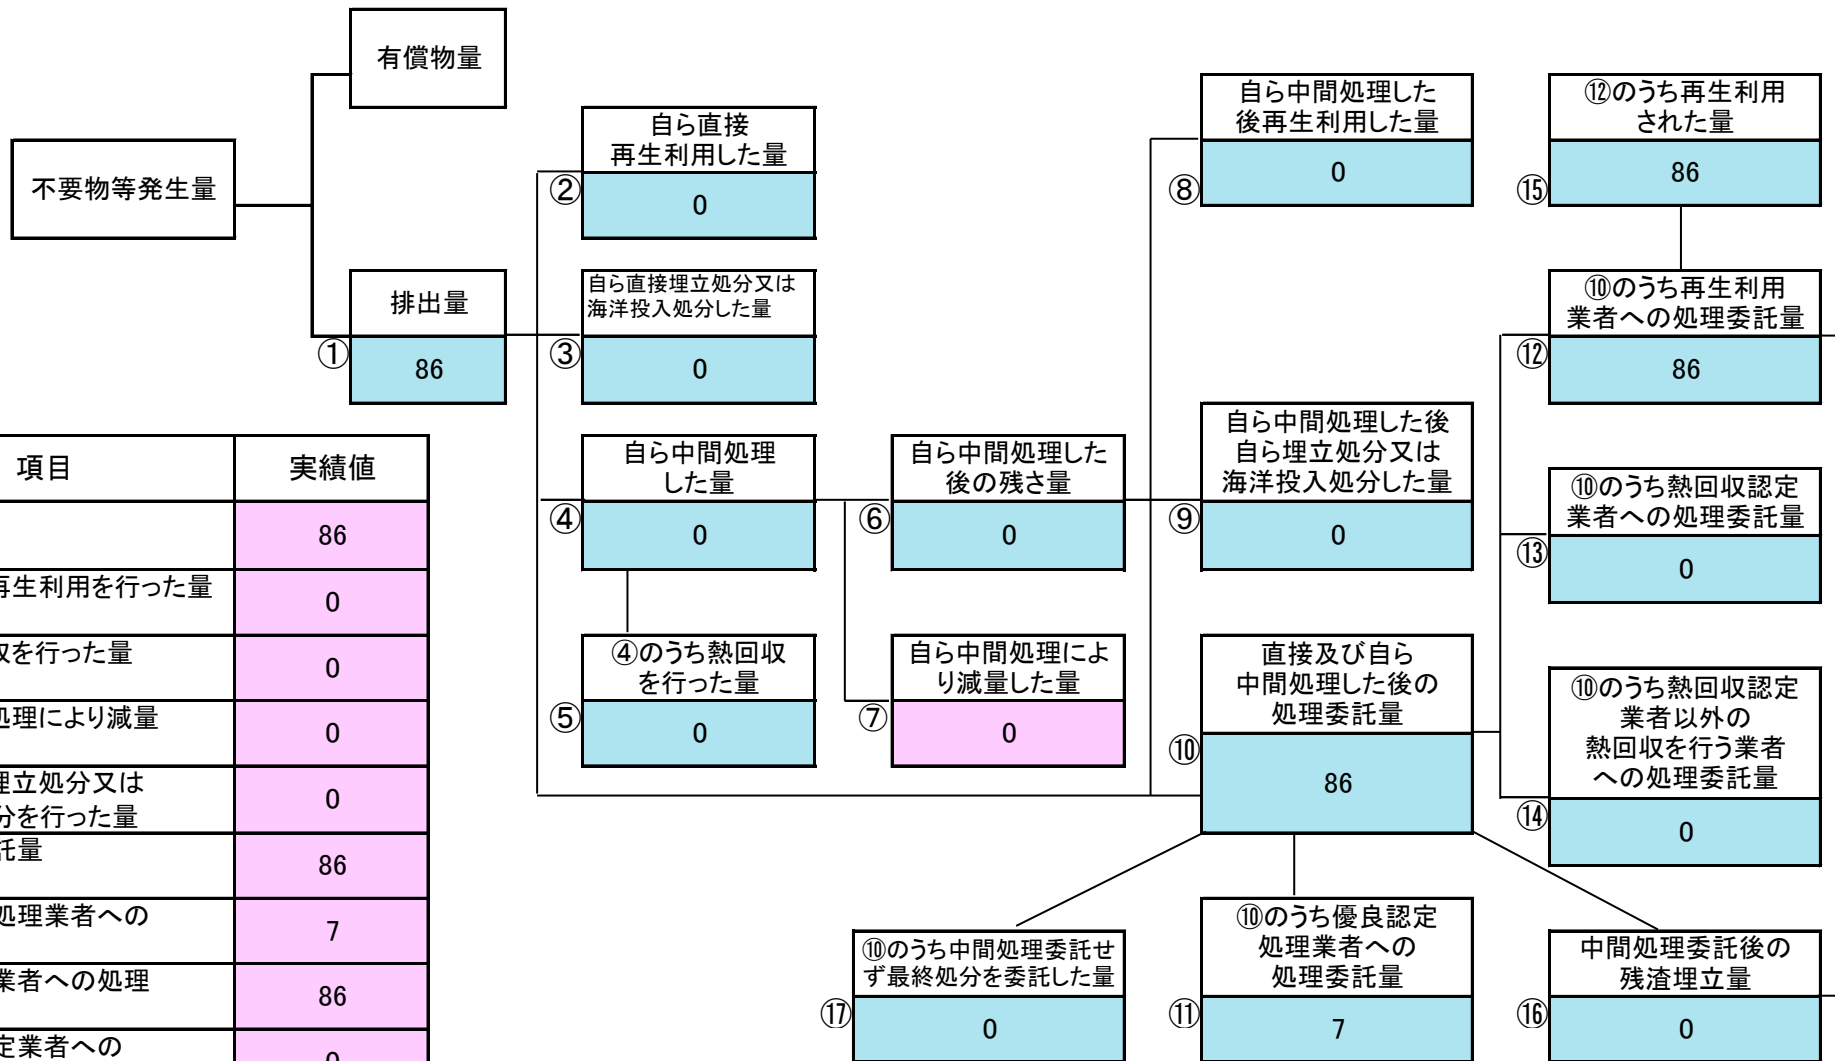 有償物量
不要物等発生量
排出量
①
86
自ら直接
再生利用した量
②
0
自ら直接埋立処分又は
海洋投入処分した量
③
0
自ら中間処理
した量
④
0
④のうち熱回収
を行った量
⑤
0
自ら中間処理した
後の残さ量
⑥
0
自ら中間処理によ
り減量した量
⑦
0
自ら中間処理した
後再生利用した量
⑧
0
自ら中間処理した後
自ら埋立処分又は
海洋投入処分した量
⑨
0
直接及び自ら
中間処理した後の
処理委託量
⑩
86
⑫のうち再生利用
された量
⑮
86
⑩のうち再生利用
業者への処理委託量
⑫
86
⑩のうち熱回収認定
業者への処理委託量
⑬
0
⑩のうち熱回収認定
業者以外の
熱回収を行う業者
への処理委託量
⑭
0
⑩のうち中間処理委託せ
ず最終処分を委託した量
⑰
0
⑩のうち優良認定
処理業者への
処理委託量
⑪
7
中間処理委託後の
残渣埋立量
⑯
0
項目 実績値
86
再生利用を行った量 0
収を行った量 0
処理により減量 0
埋立処分又は
分を行った量 0
託量 86
処理業者への 7
業者への処理 86
定業者への 0